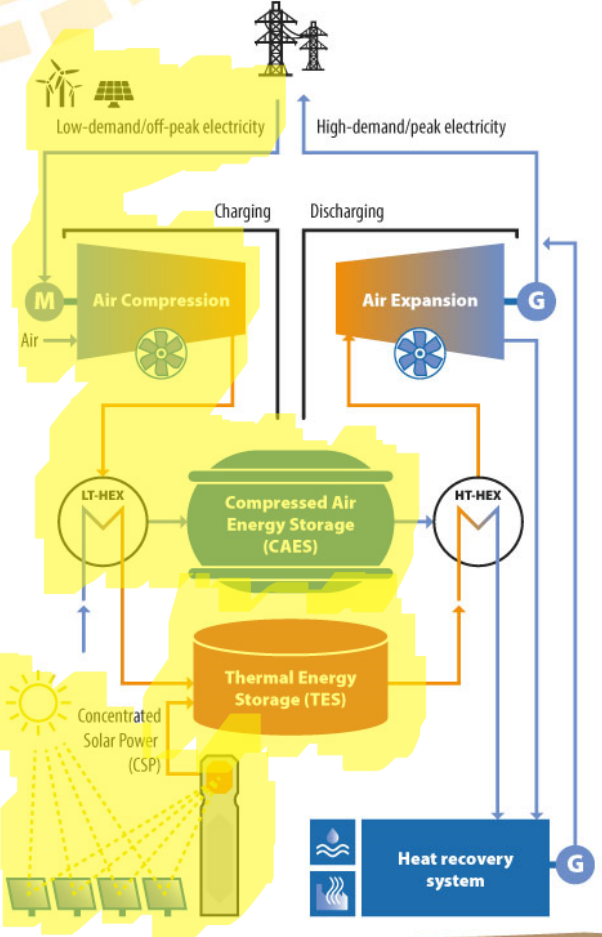 Low-demand/off-peak electricity
High-demand/peak electricity
Charging
Discharging
M
Air Compression
Air Expansion
G
Air
LT-HEX
HT-HEX
Compressed Air
Energy Storage
(CAES)
Thermal Energy
Storage (TES)
Concentrated
Solar Power
(CSP)
Heat recovery
system
G